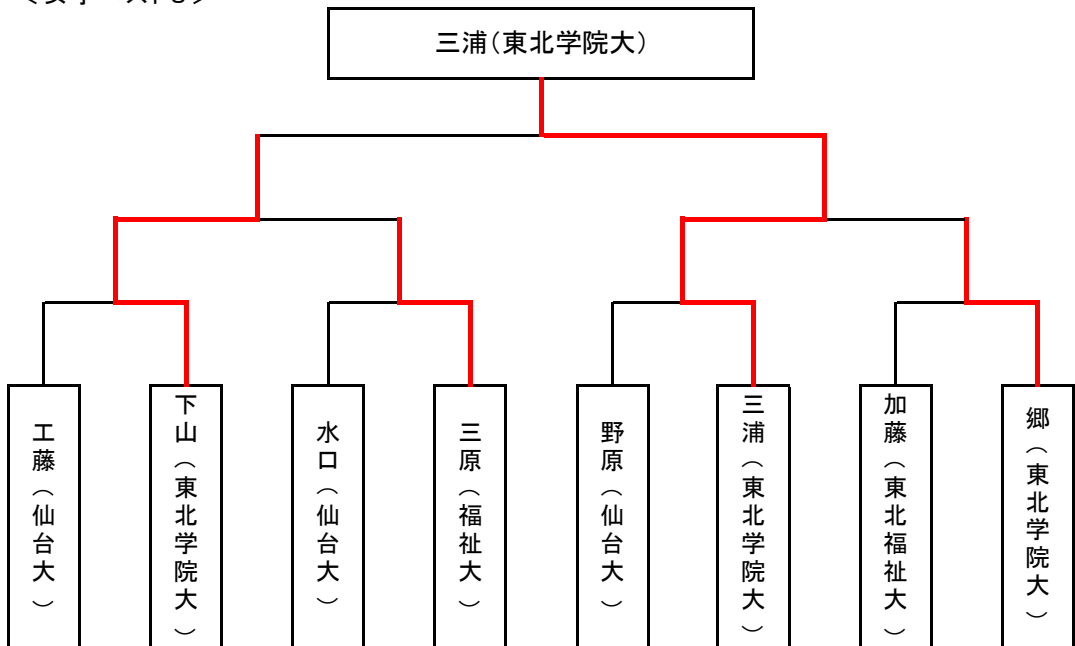 三浦(東北学院大)
工藤(仙台大)
下山(東北学院大)
水口(仙台大)
三原(福祉大)
野原(仙台大)
三浦(東北学院大)
加藤(東北福祉大)
郷(東北学院大)